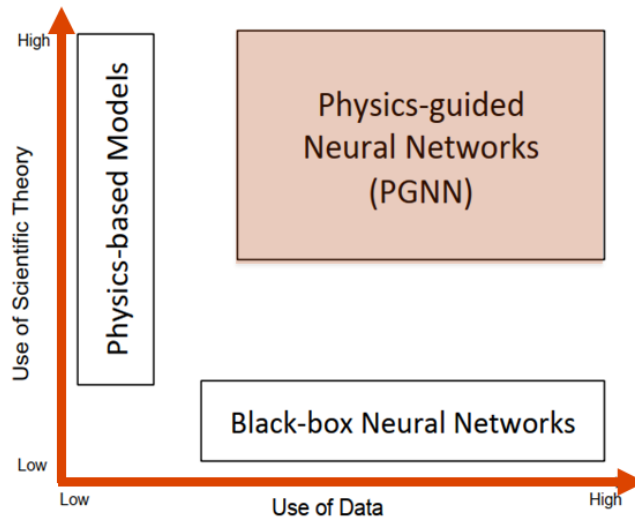 High
Use of Scientific Theory
Physics-based Models
Physics-guided
Neural Networks
(PGNN)
Black-box Neural Networks
Low
Low
Use of Data
High